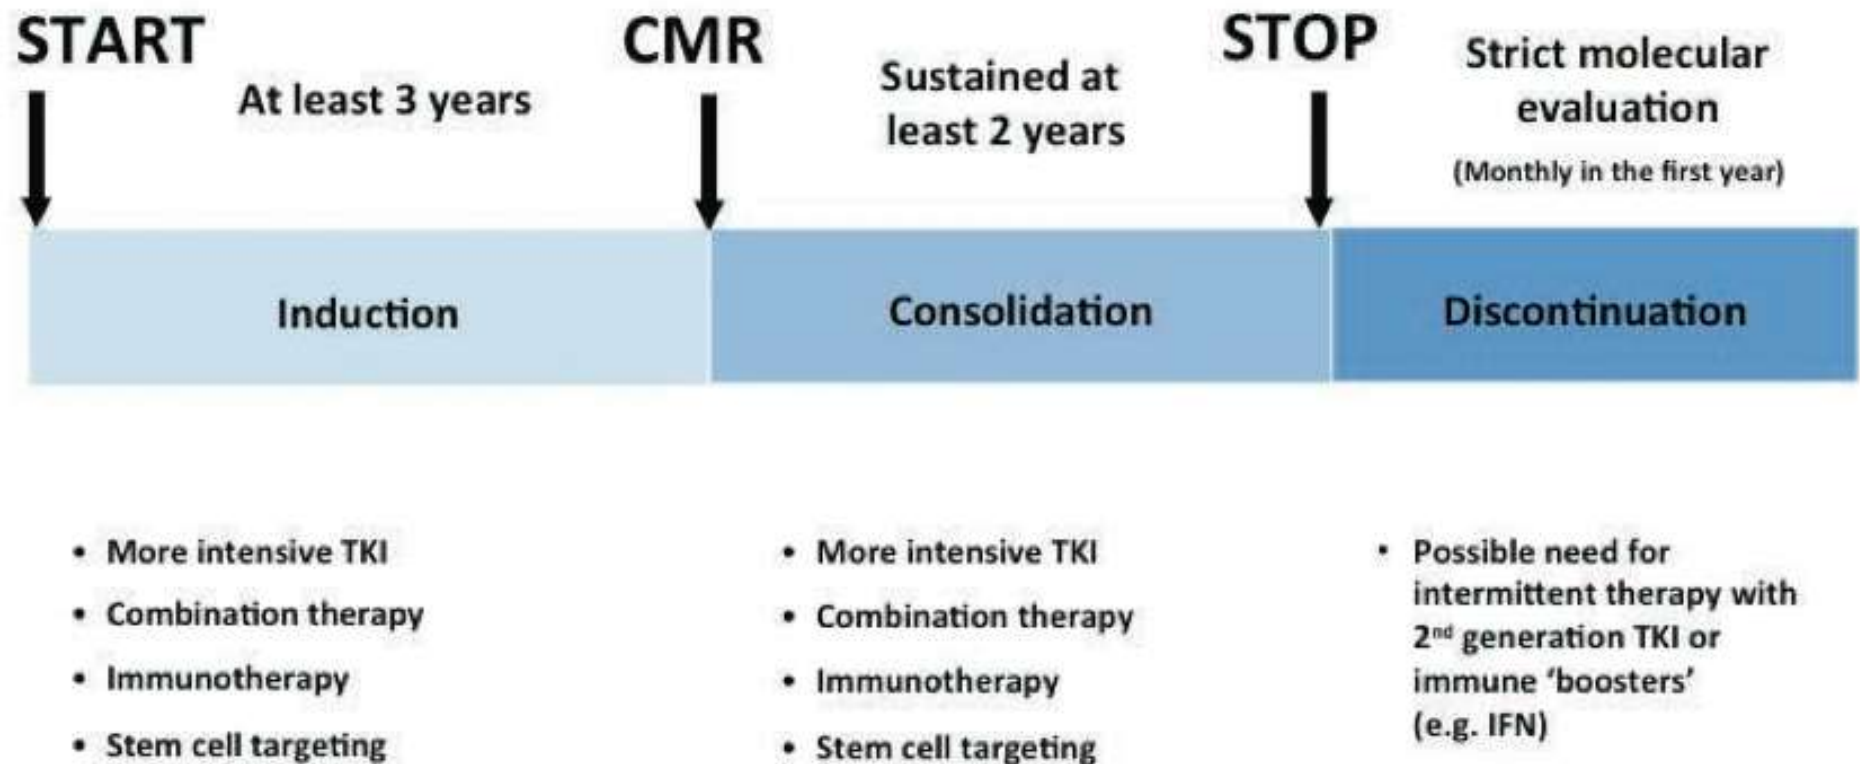 START
At least 3 years
CMR
Sustained at
least 2 years
STOP
Strict molecular
evaluation
(Monthly in the first year)
Induction
Consolidation
Discontinuation
• More intensive TKI
• Combination therapy
• Immunotherapy
• Stem cell targeting
• More intensive TKI
• Combination therapy
• Immunotherapy
• Stem cell targeting
• Possible need for
intermittent therapy with
2nd generation TKI or
immune ‘boosters’
(e.g. IFN)